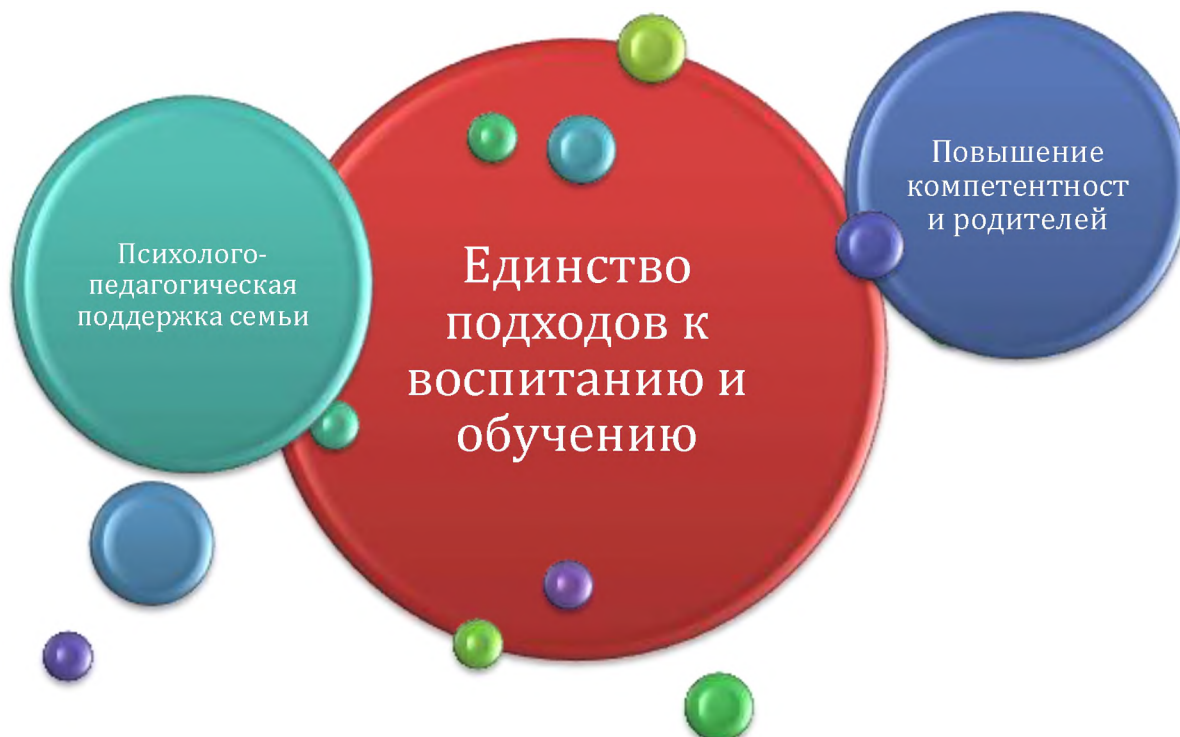 Психолого-
педагогическая
поддержка семьи
Единство
подходов к
воспитанию и
обучению
Повышение
компетентност
и родителей